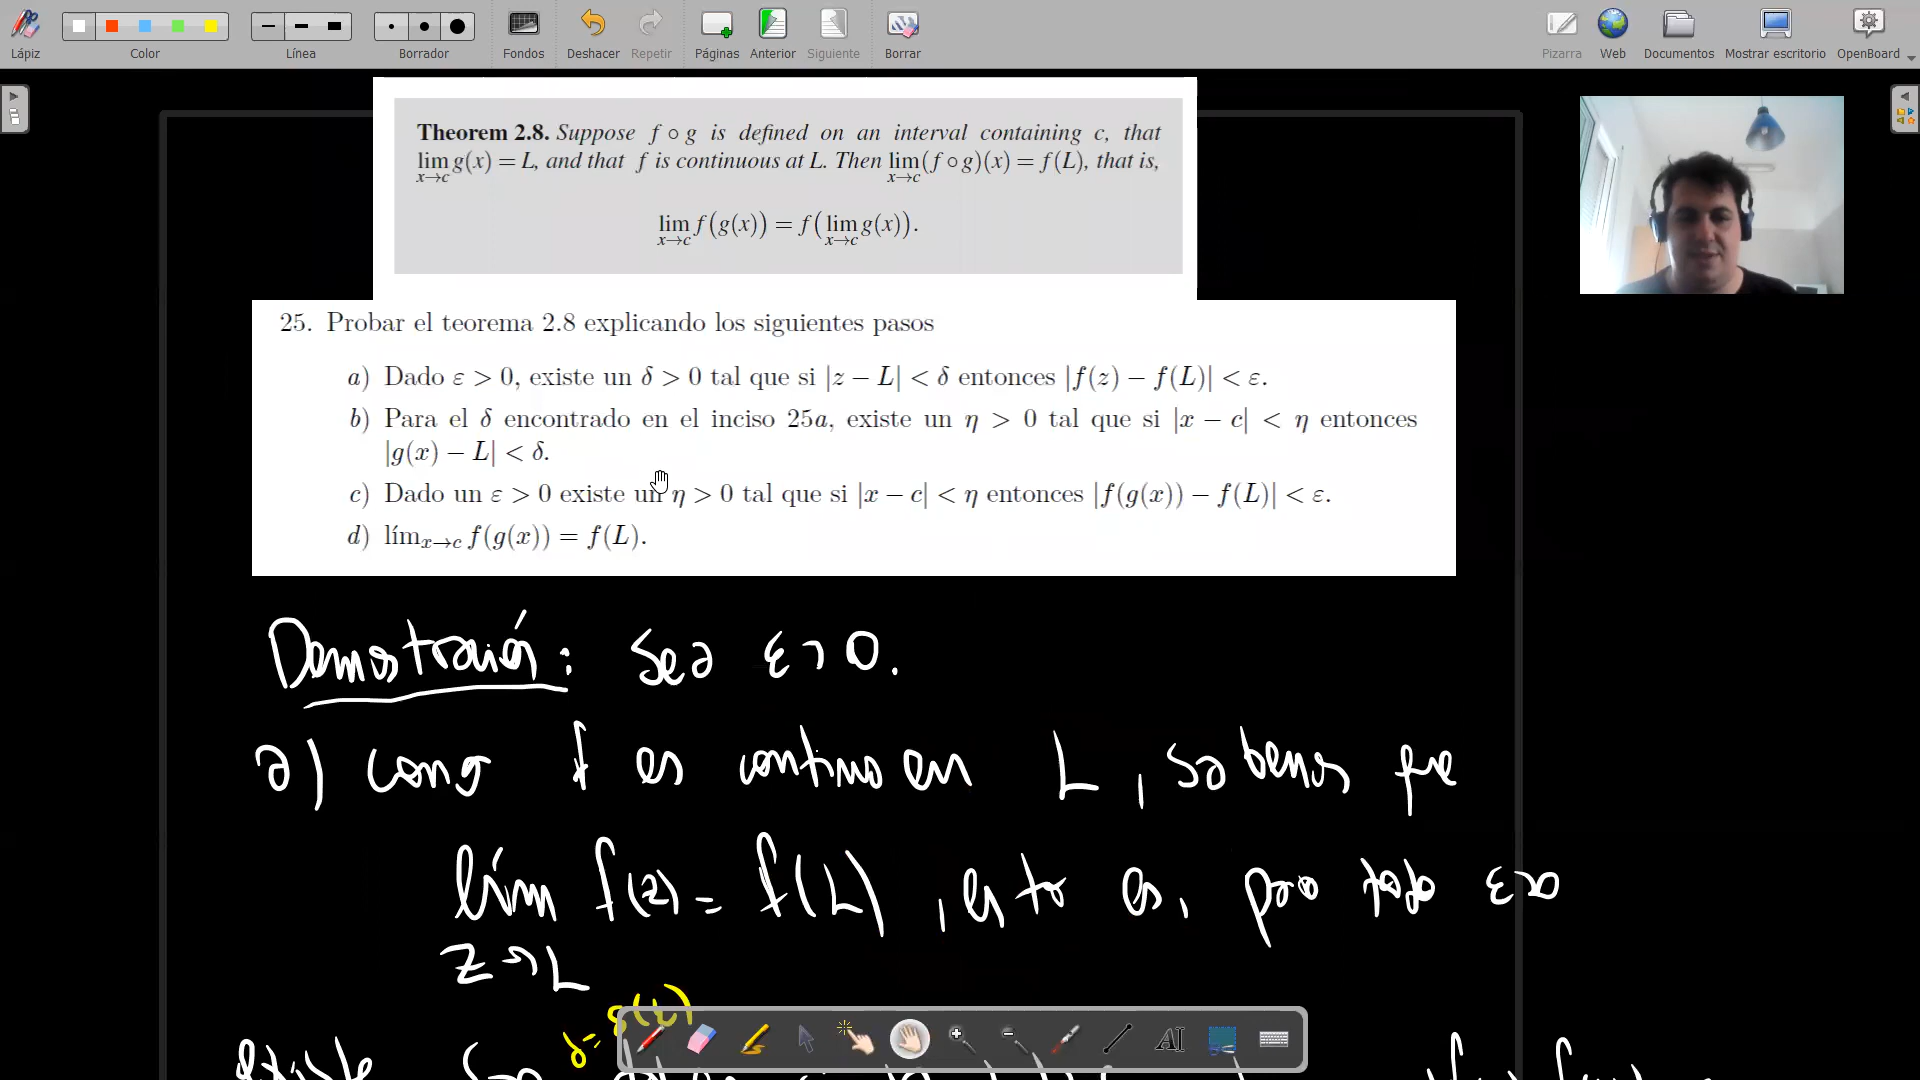 Lápiz
Color
Línea
Borrador
Fondos
Deshacer
Repetir
Páginas
Anterior
Siguiente
Borrar
Pizarra
Web
Documentos
Mostrar escritorio
OpenBoard
Theorem 2.8. Suppose f ∘ g is defined on an interval containing c, that
lim x→c g(x) = L, and that f is continuous at L. Then lim x→c (f ∘ g)(x) = f(L), that is,
lim x→c f(g(x)) = f(lim x→c g(x)).
25. Probar el teorema 2.8 explicando los siguientes pasos
a) Dado ε > 0, existe un δ > 0 tal que si |z − L| < δ entonces |f(z) − f(L)| < ε.
b) Para el δ encontrado en el inciso 25a, existe un η > 0 tal que si |x − c| < η entonces
|g(x) − L| < δ.
c) Dado un ε > 0 existe un η > 0 tal que si |x − c| < η entonces |f(g(x)) − f(L)| < ε.
d) lím x→c f(g(x)) = f(L).
Demostración: Sea ε > 0.
a) como f es continua en L, sabemos que
lím z→L f(z) = f(L), esto es, para todo ε > 0
δ = δ(ε)
existe